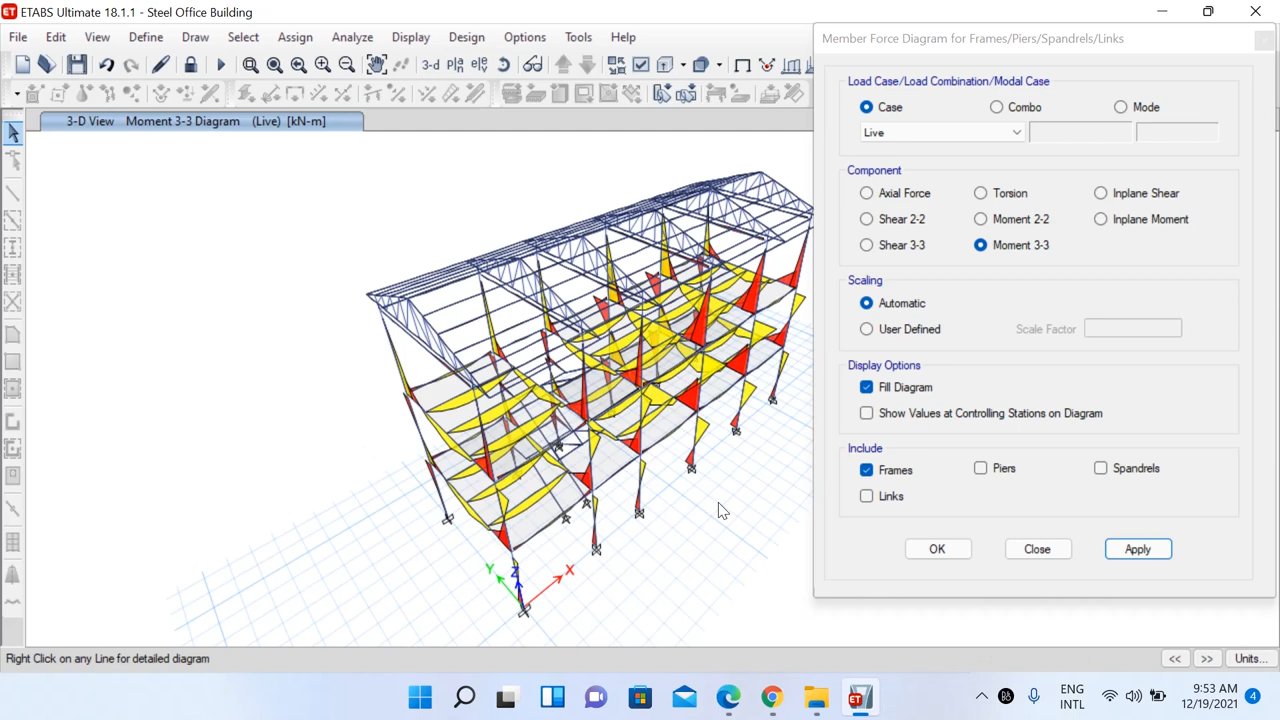 ETABS Ultimate 18.1.1 - Steel Office Building
File Edit View Define Draw Select Assign Analyze Display Design Options Tools Help
3-d
3-D View Moment 3-3 Diagram (Live) [kN-m]
Member Force Diagram for Frames/Piers/Spandrels/Links
Load Case/Load Combination/Modal Case
Case Combo Mode
Live
Component
Axial Force Torsion Inplane Shear
Shear 2-2 Moment 2-2 Inplane Moment
Shear 3-3 Moment 3-3
Scaling
Automatic
User Defined Scale Factor
Display Options
Fill Diagram
Show Values at Controlling Stations on Diagram
Include
Frames Piers Spandrels
Links
OK Close Apply
Y Z X
Right Click on any Line for detailed diagram << >> Units...
ENG 9:53 AM
INTL 12/19/2021 4